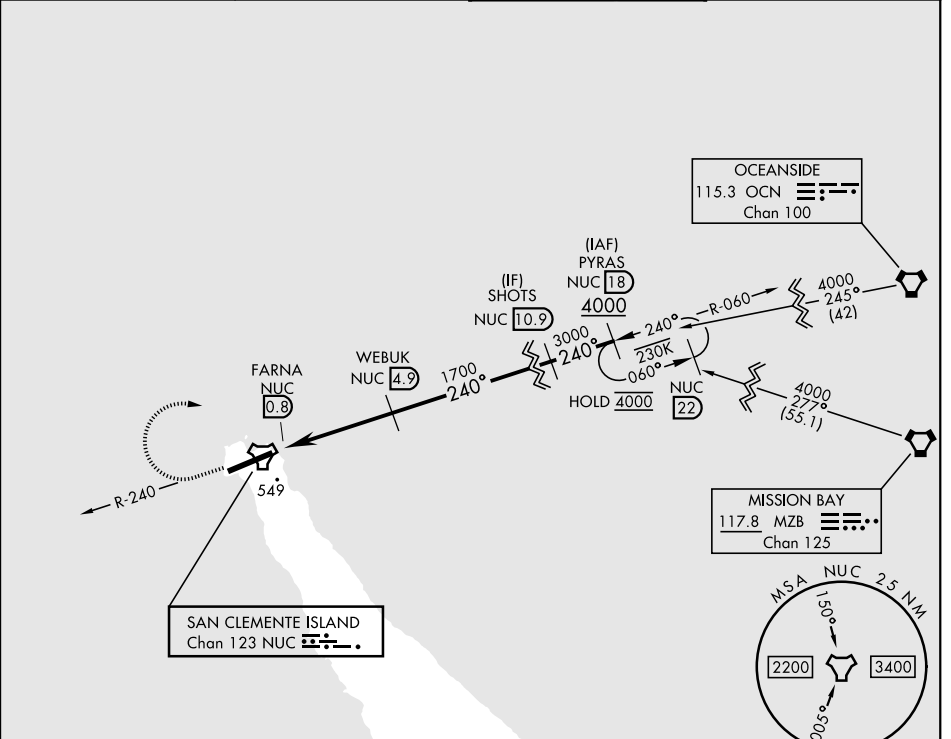 OCEANSIDE
115.3 OCN
Chan 100
(IAF)
PYRAS
NUC 18
4000
(IF)
SHOTS
NUC 10.9
4000
245°
(42)
R-060
240°
230K
060°
3000
240°
HOLD 4000
NUC
22
WEBUK
NUC 4.9
1700
240°
FARNA
NUC
0.8
4000
277°
(55.1)
R-240
549
MISSION BAY
117.8 MZB
Chan 125
SAN CLEMENTE ISLAND
Chan 123 NUC
MSA NUC 25 NM
150°
2200
3400
005°